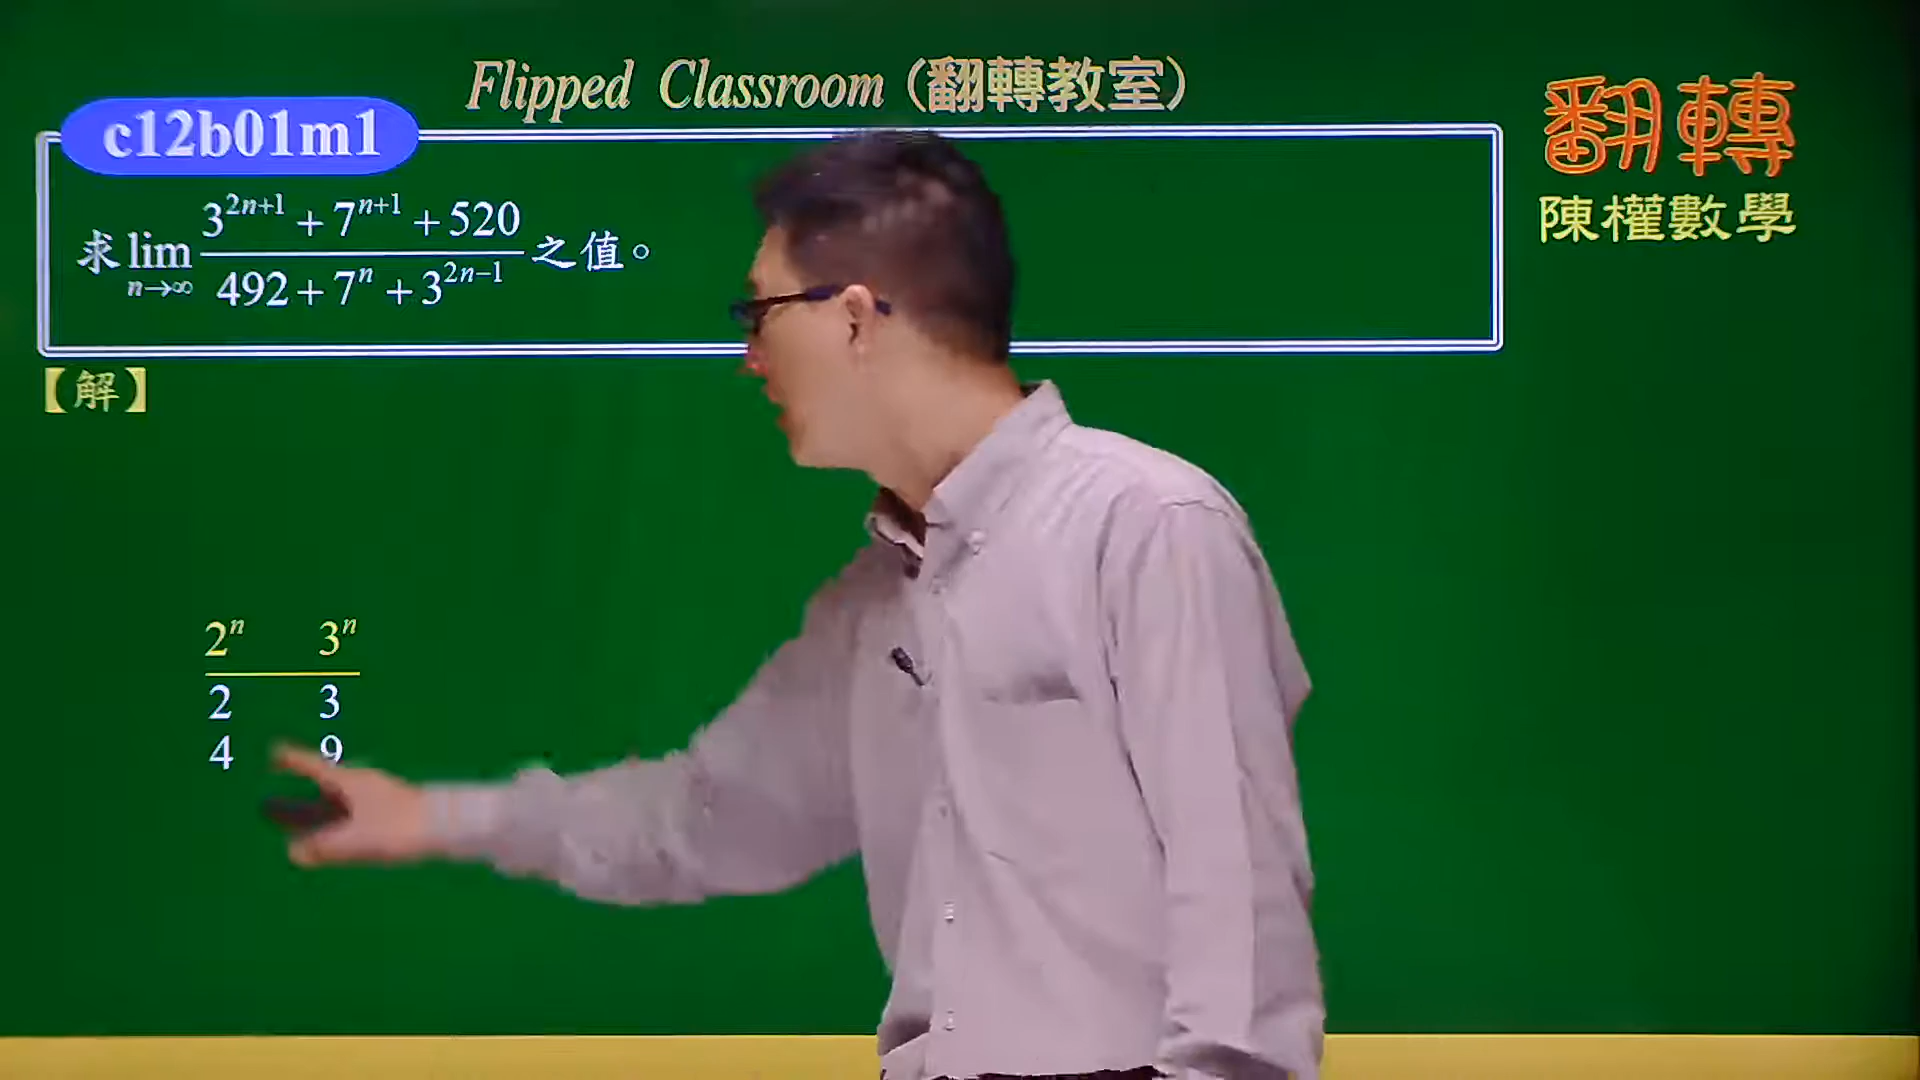 Flipped Classroom (翻轉教室)
c12b01m1
翻轉
陳權數學
求 lim n→∞ (3^{2n+1} + 7^{n+1} + 520) / (492 + 7^n + 3^{2n−1}) 之值。
【解】
2^n 3^n
2 3
4 9